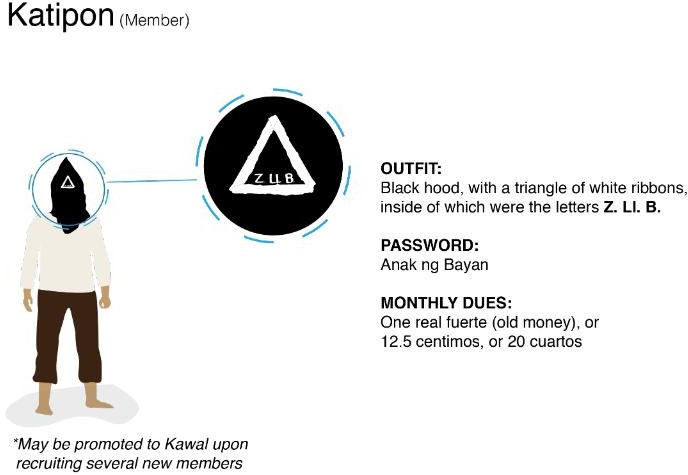 Katipon (Member)
Z Ll B
OUTFIT:
Black hood, with a triangle of white ribbons,
inside of which were the letters Z. Ll. B.
PASSWORD:
Anak ng Bayan
MONTHLY DUES:
One real fuerte (old money), or
12.5 centimos, or 20 cuartos
*May be promoted to Kawal upon
recruiting several new members